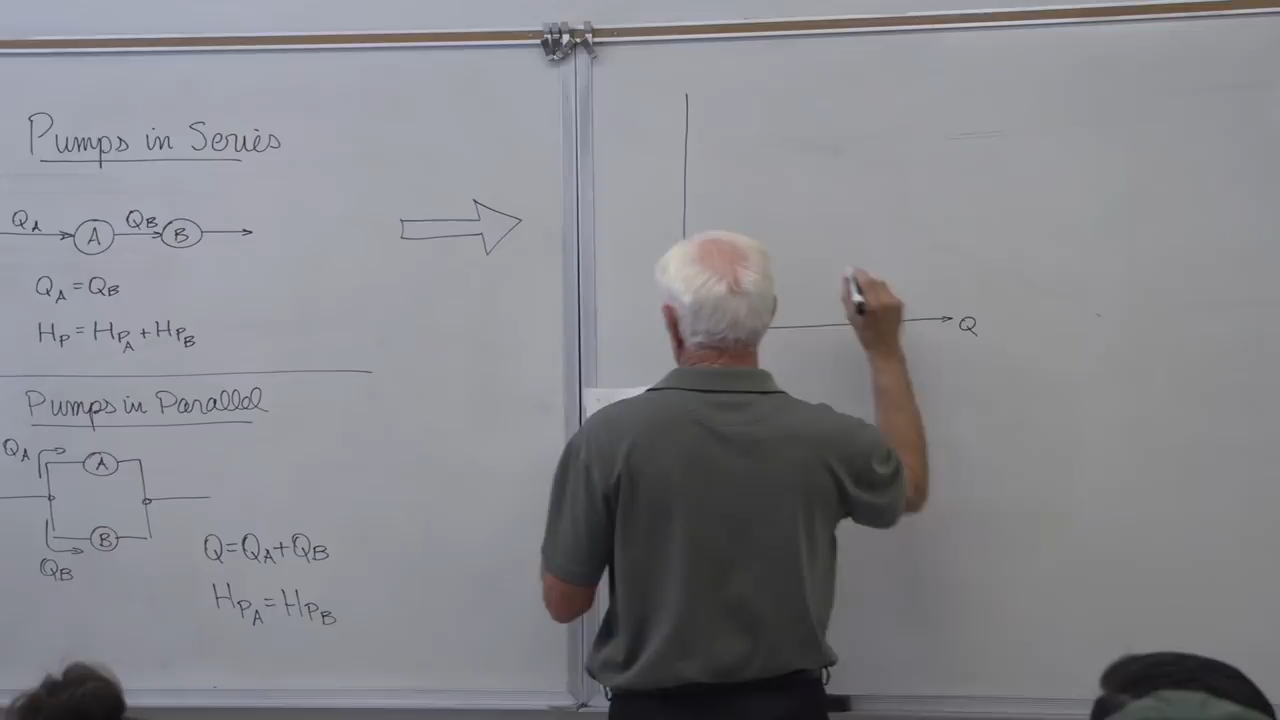 Pumps in Series
Q_A Q_B
A B
Q_A = Q_B
H_P = H_P_A + H_P_B
Pumps in Parallel
Q_A
A
B
Q_B
Q = Q_A + Q_B
H_P_A = H_P_B
Q